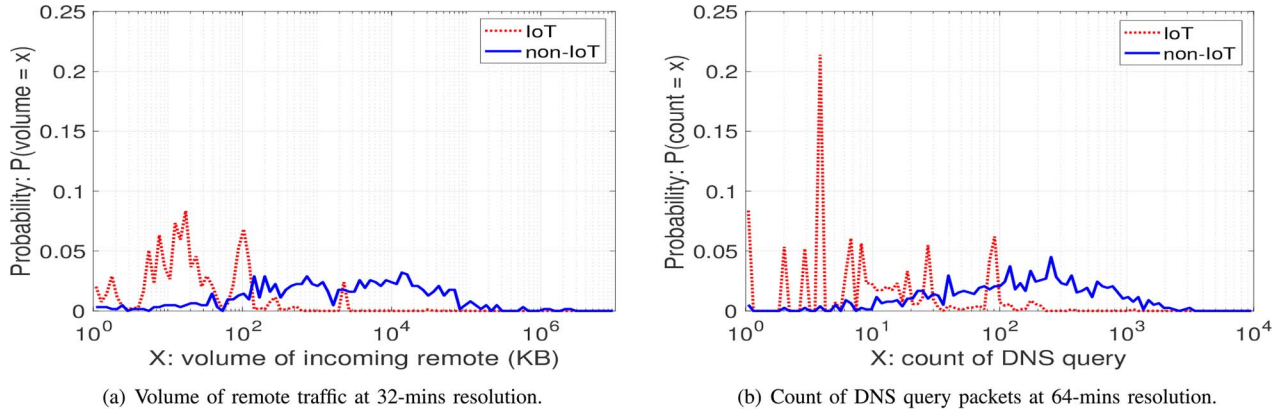 Probability: P(volume = x)
0.25
0.2
0.15
0.1
0.05
0
10^0
10^2
10^4
10^6
X: volume of incoming remote (KB)
IoT
non-IoT
(a) Volume of remote traffic at 32-mins resolution.
Probability: P(count = x)
0.25
0.2
0.15
0.1
0.05
0
10^0
10^1
10^2
10^3
10^4
X: count of DNS query
IoT
non-IoT
(b) Count of DNS query packets at 64-mins resolution.